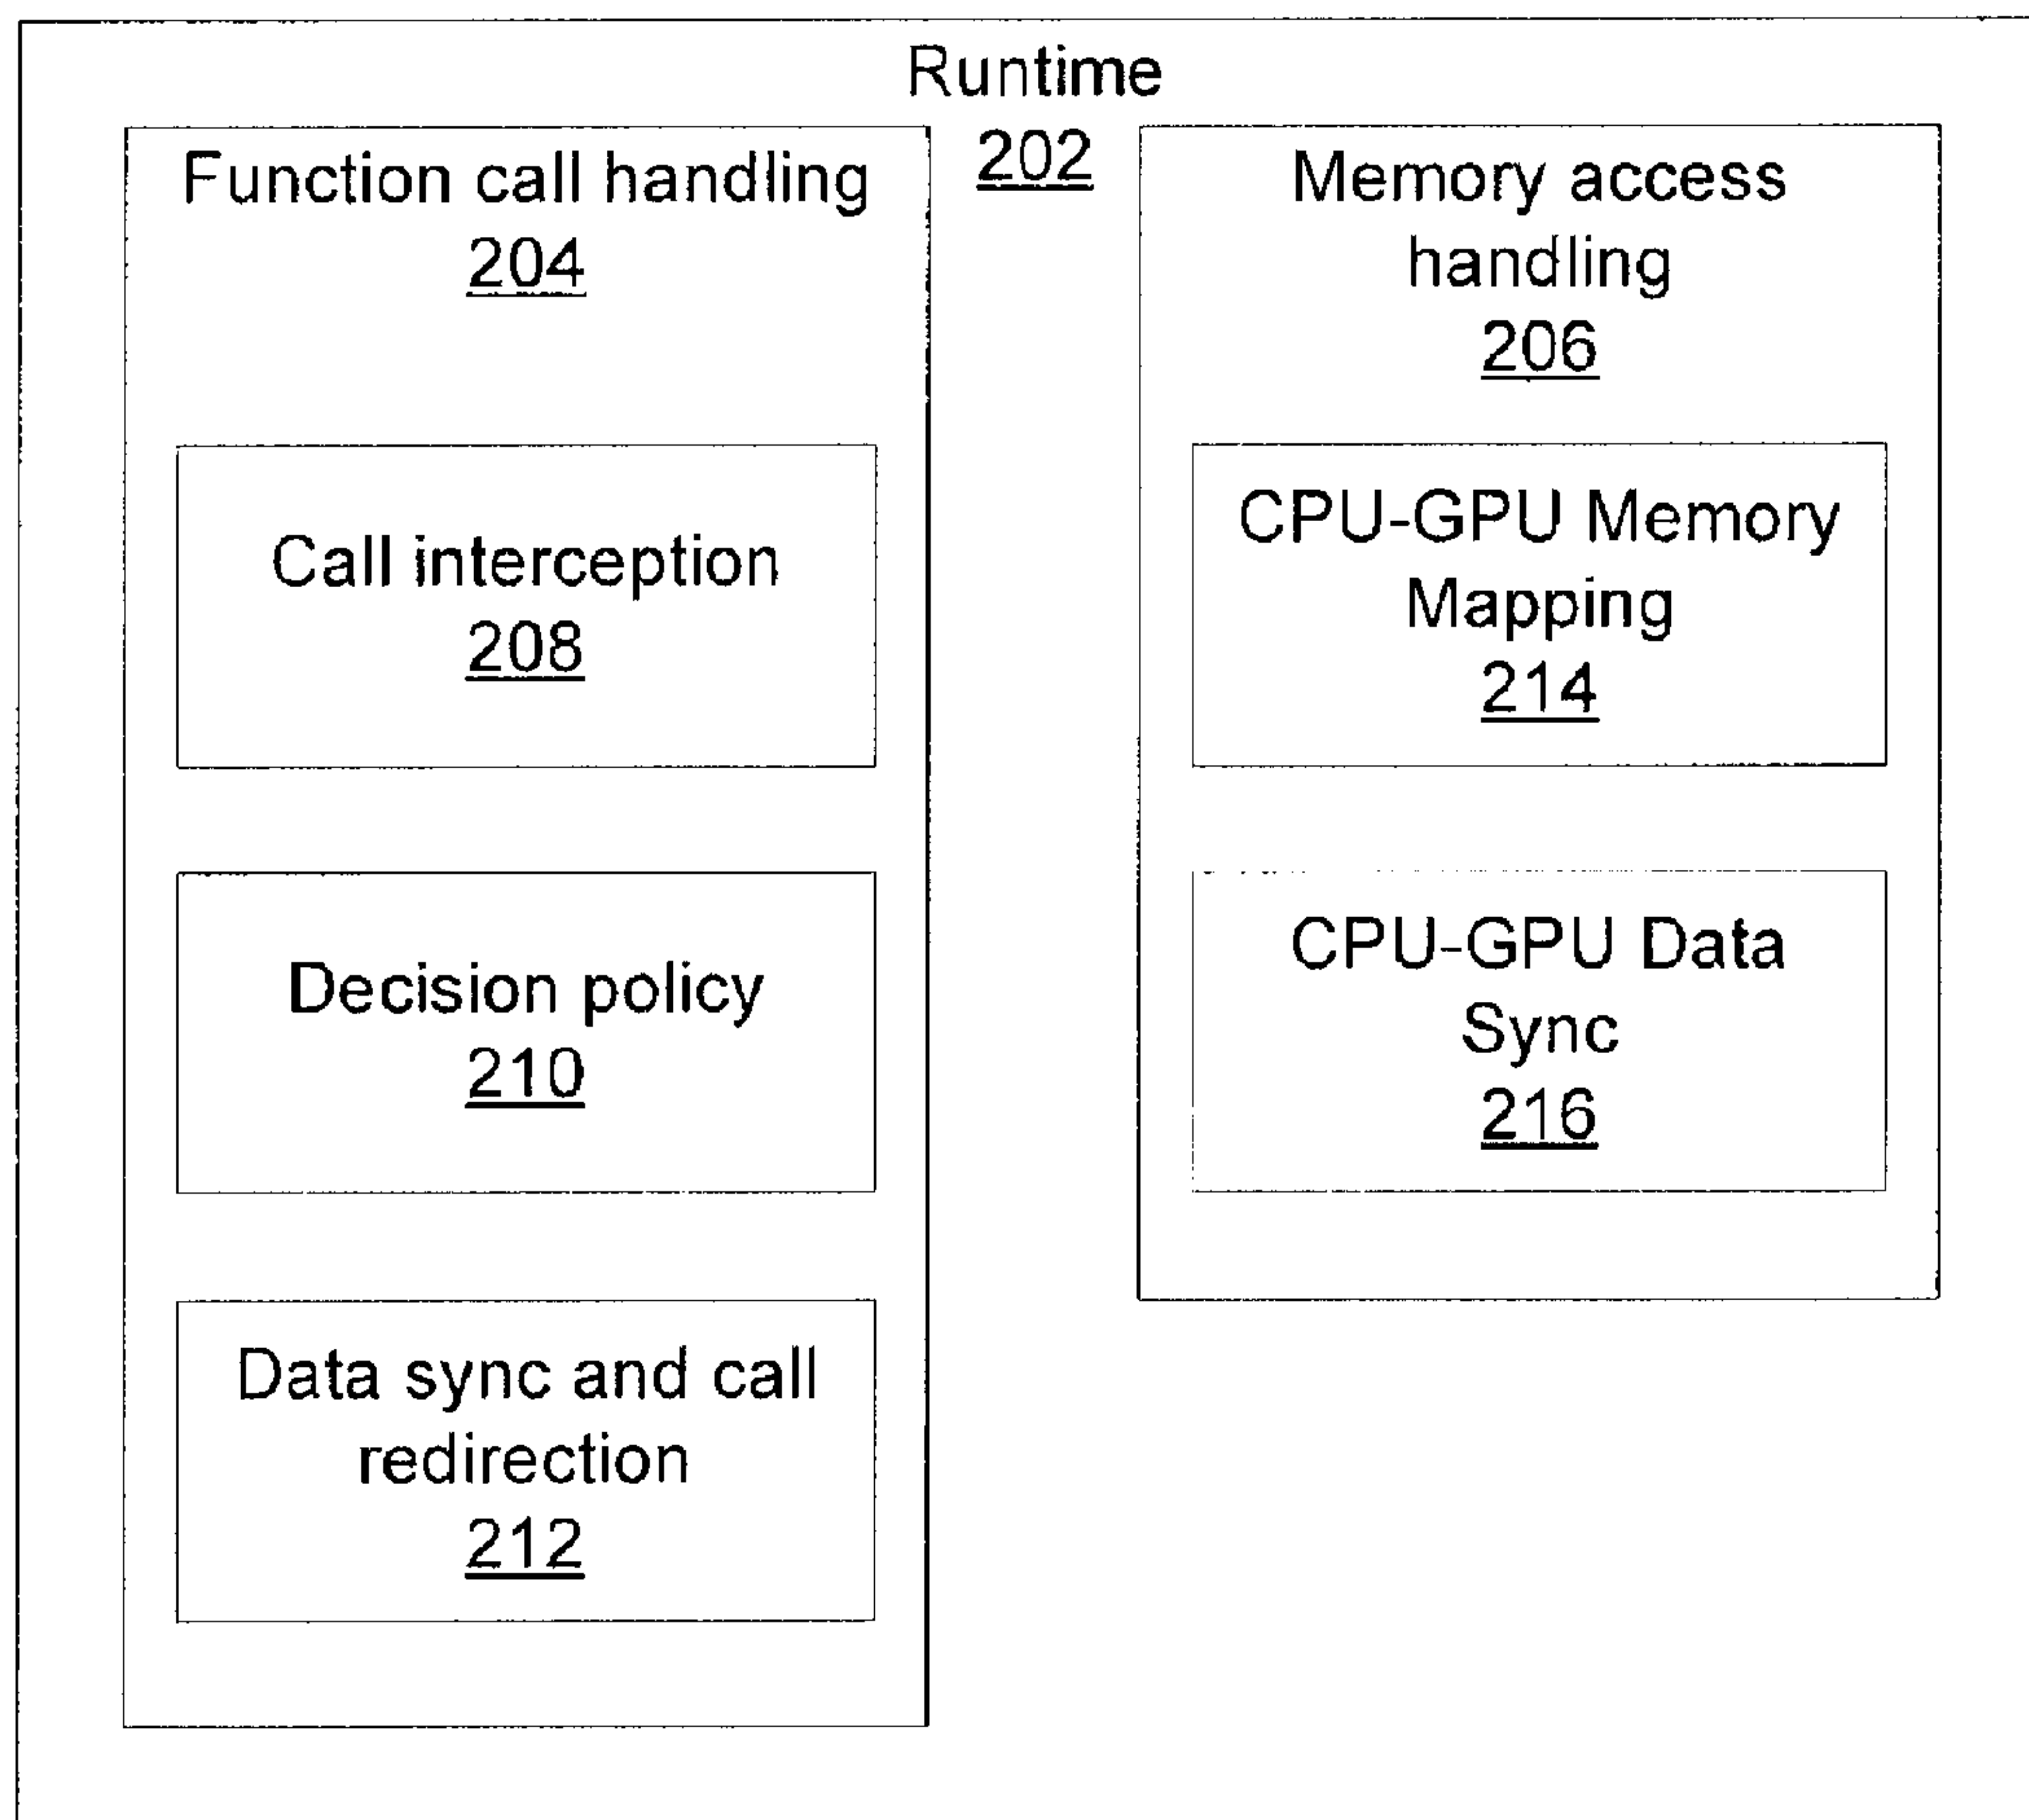 Runtime
202
Function call handling
204
Call interception
208
Decision policy
210
Data sync and call
redirection
212
Memory access
handling
206
CPU-GPU Memory
Mapping
214
CPU-GPU Data
Sync
216